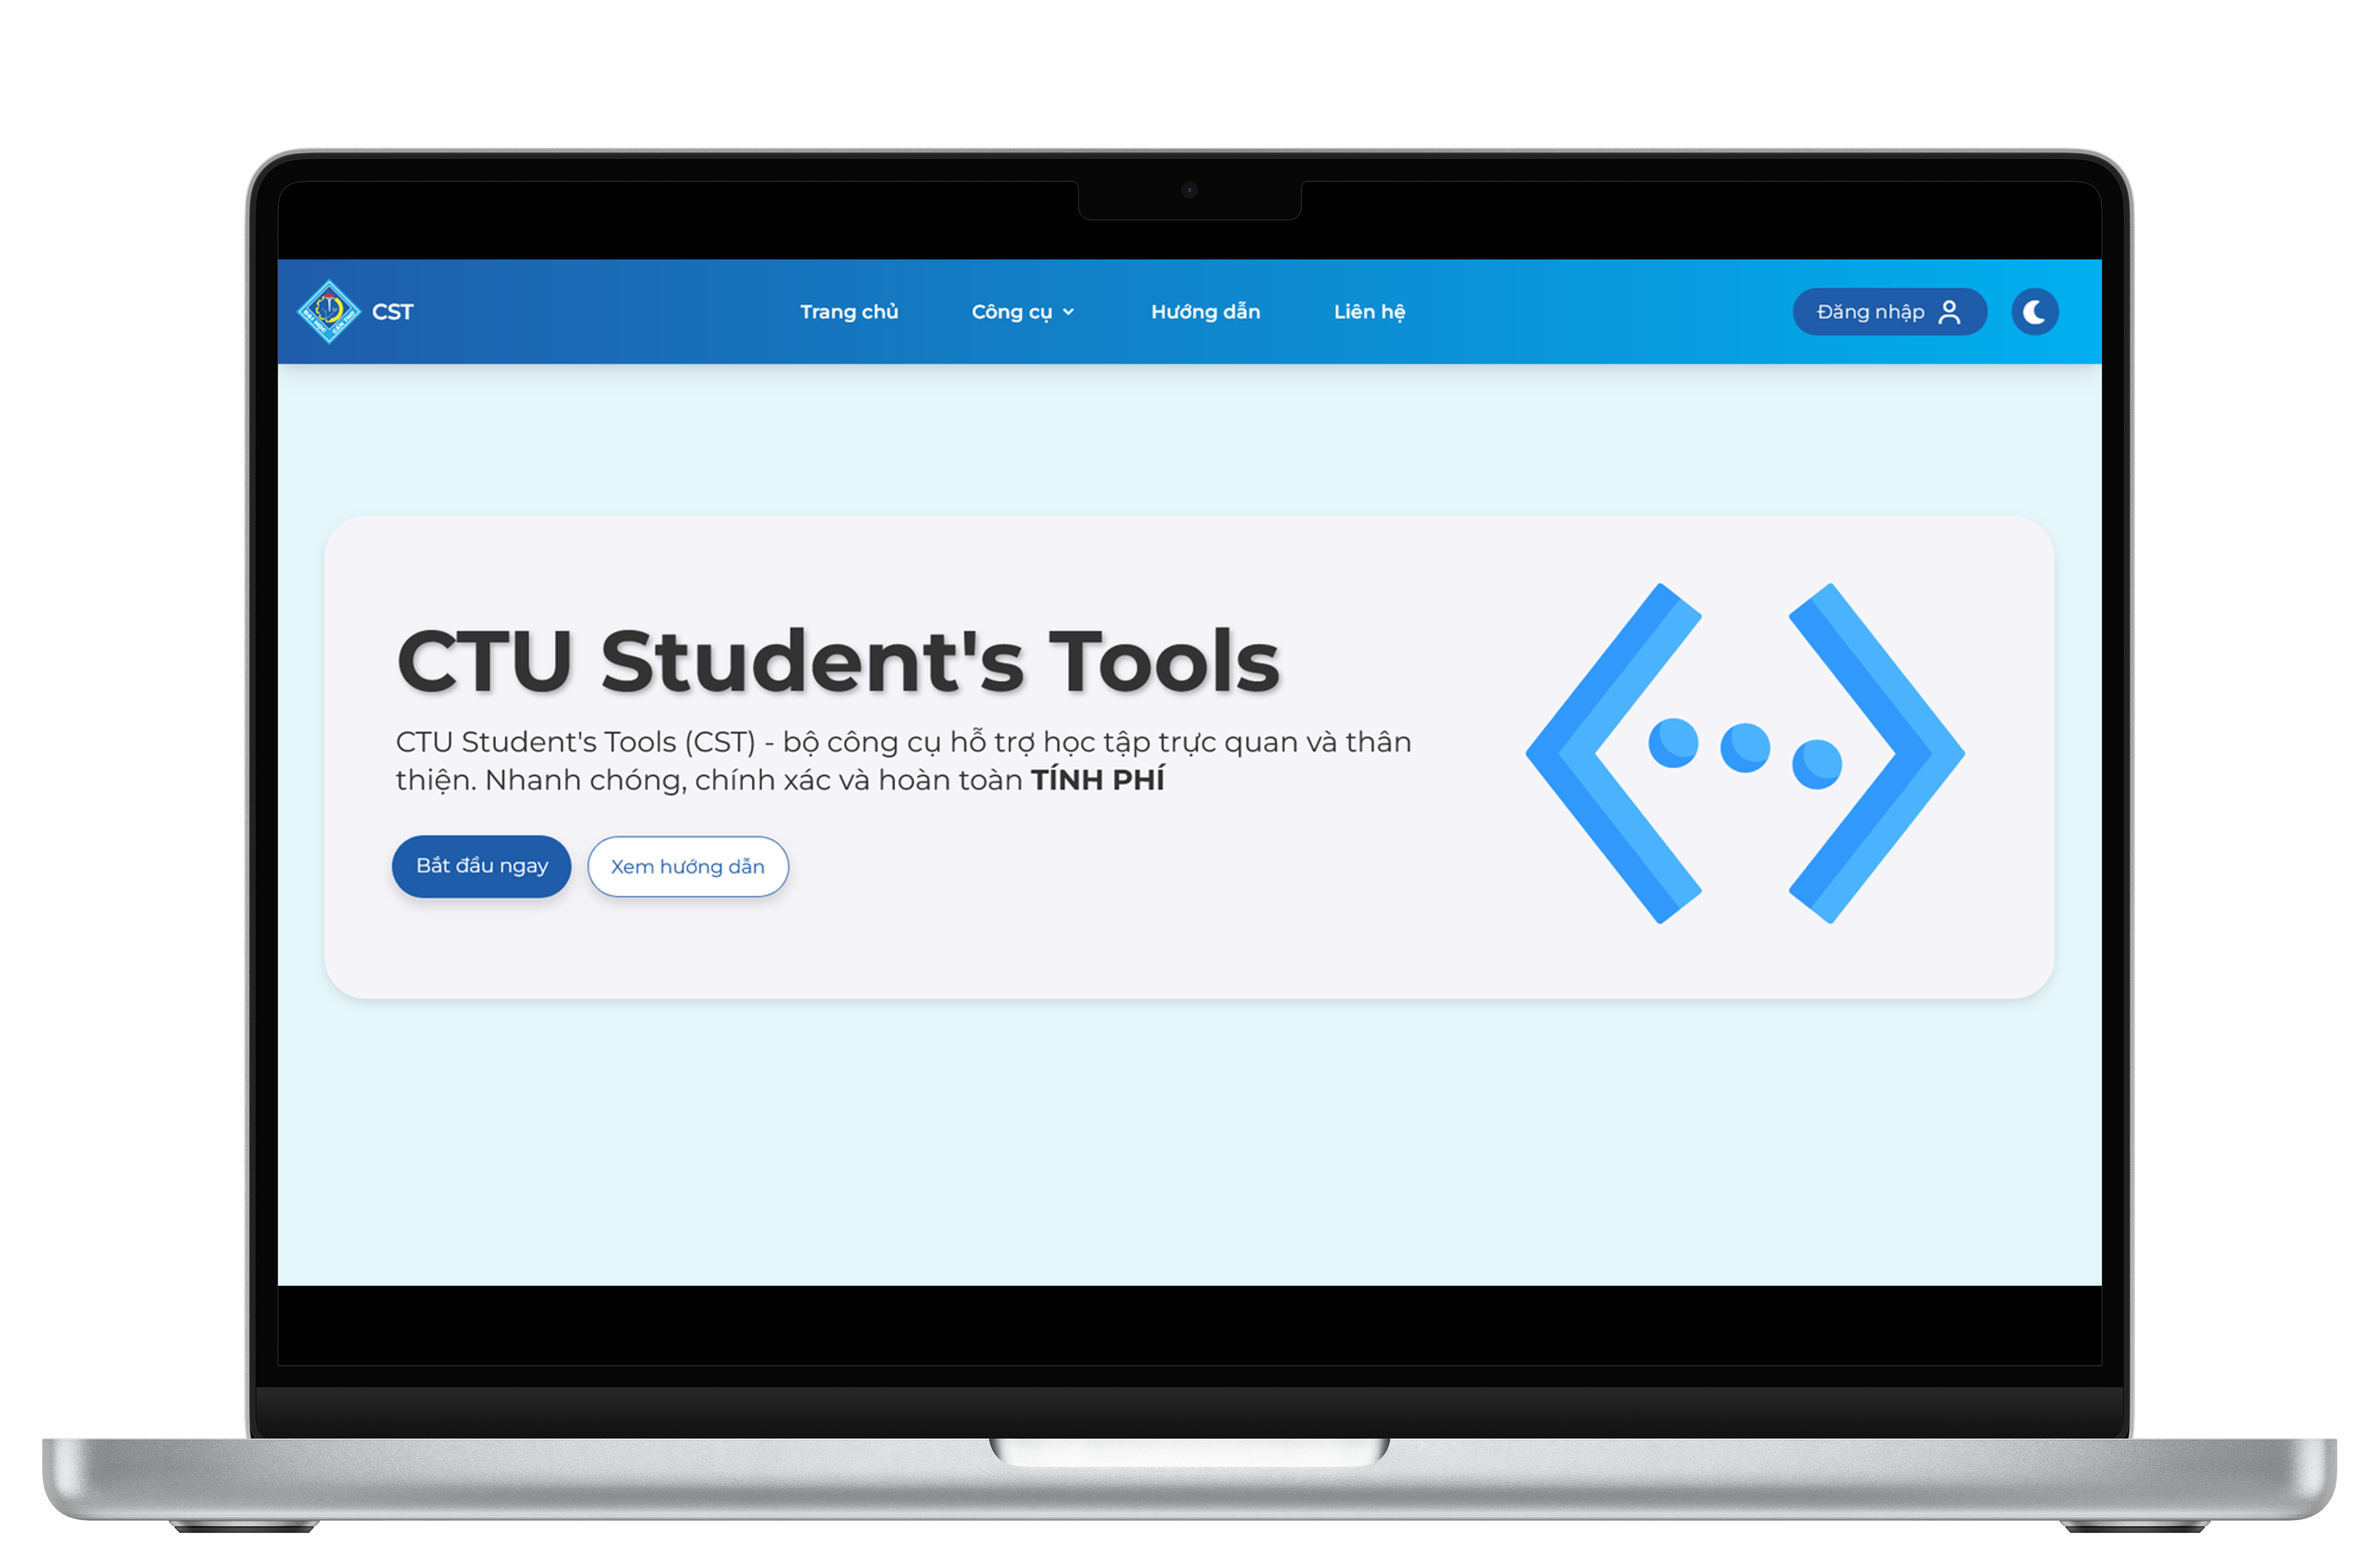 CST
Trang chủ
Công cụ
Hướng dẫn
Liên hệ
Đăng nhập
CTU Student's Tools
CTU Student's Tools (CST) - bộ công cụ hỗ trợ học tập trực quan và thân
thiện. Nhanh chóng, chính xác và hoàn toàn TÍNH PHÍ
Bắt đầu ngay
Xem hướng dẫn